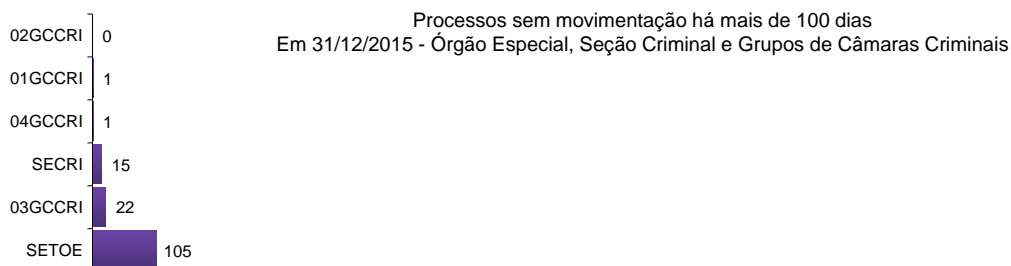 Processos sem movimentação há mais de 100 dias
Em 31/12/2015 - Órgão Especial, Seção Criminal e Grupos de Câmaras Criminais
02GCCRI 0
01GCCRI 1
04GCCRI 1
SECRI 15
03GCCRI 22
SETOE 105